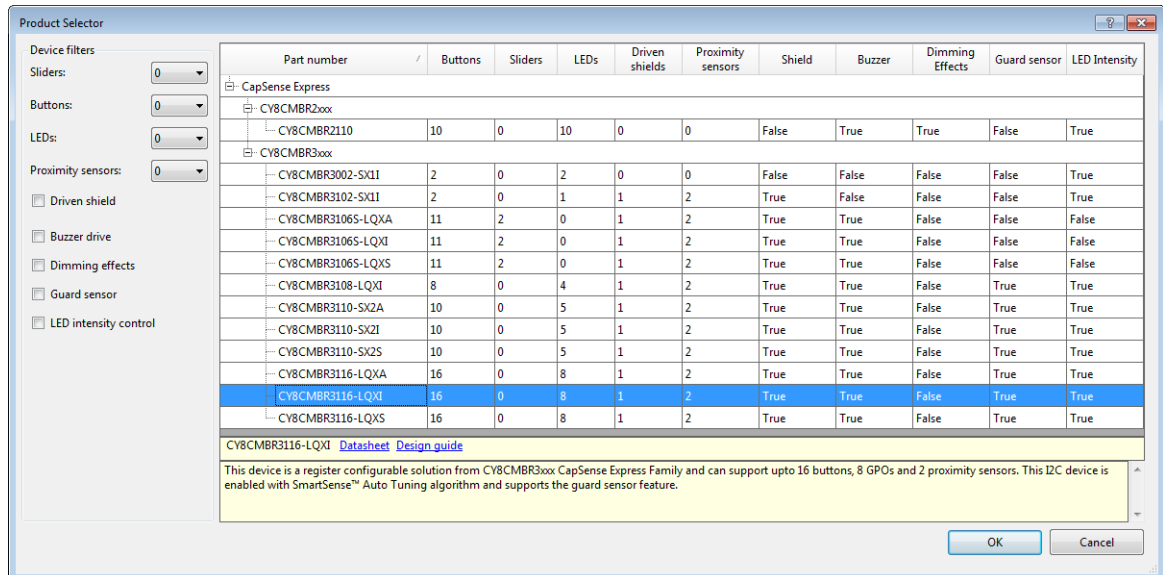 Product Selector
Device filters
Sliders: 0
Buttons: 0
LEDs: 0
Proximity sensors: 0
Driven shield
Buzzer drive
Dimming effects
Guard sensor
LED intensity control
Part number Buttons Sliders LEDs Driven shields Proximity sensors Shield Buzzer Dimming Effects Guard sensor LED Intensity
CapSense Express
CY8CMBR2xxx
CY8CMBR2110 10 0 10 0 0 False True True False True
CY8CMBR3xxx
CY8CMBR3002-SX1I 2 0 2 0 0 False False False False True
CY8CMBR3102-SX1I 2 0 1 1 2 True False False False True
CY8CMBR3106S-LQXA 11 2 0 1 2 True True False False False
CY8CMBR3106S-LQXI 11 2 0 1 2 True True False False False
CY8CMBR3106S-LQXS 11 2 0 1 2 True True False False False
CY8CMBR3108-LQXI 8 0 4 1 2 True True False True True
CY8CMBR3110-SX2A 10 0 5 1 2 True True False True True
CY8CMBR3110-SX2I 10 0 5 1 2 True True False True True
CY8CMBR3110-SX2S 10 0 5 1 2 True True False True True
CY8CMBR3116-LQXA 16 0 8 1 2 True True False True True
CY8CMBR3116-LQXI 16 0 8 1 2 True True False True True
CY8CMBR3116-LQXS 16 0 8 1 2 True True False True True
CY8CMBR3116-LQXI Datasheet Design guide
This device is a register configurable solution from CY8CMBR3xxx CapSense Express Family and can support upto 16 buttons, 8 GPOs and 2 proximity sensors. This I2C device is
enabled with SmartSense™ Auto Tuning algorithm and supports the guard sensor feature.
OK Cancel